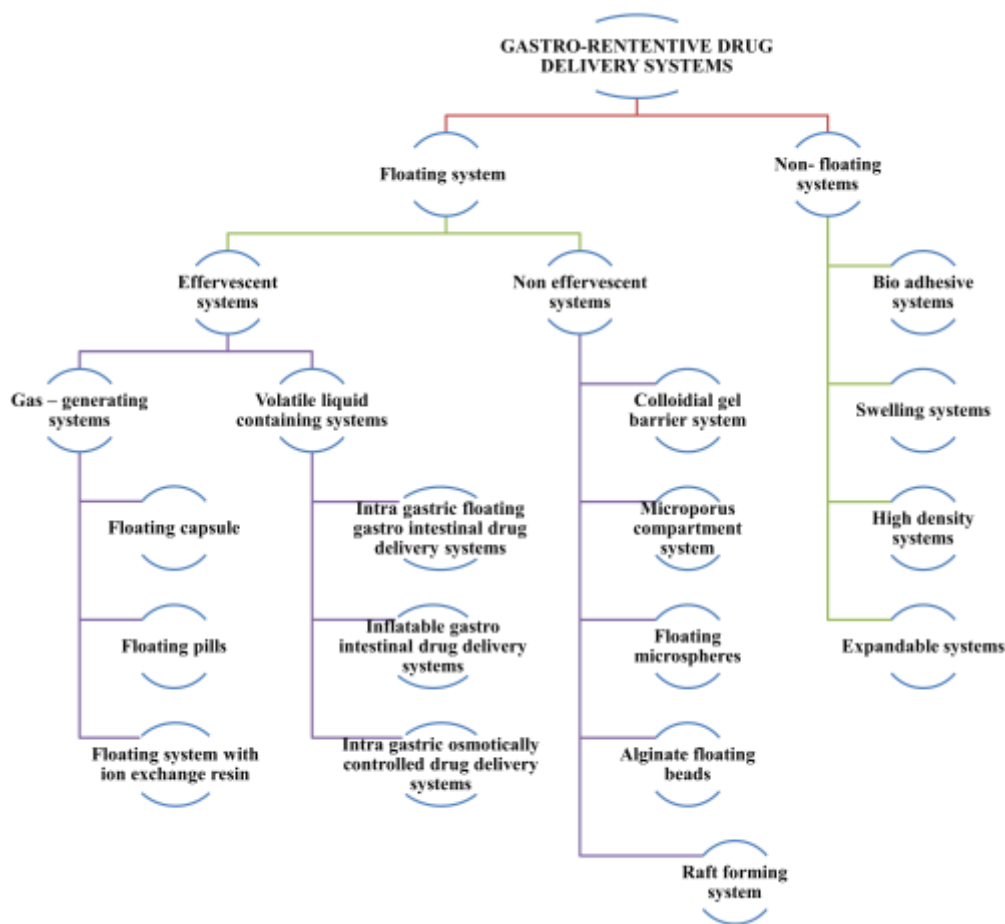 GASTRO-RENTENTIVE DRUG
DELIVERY SYSTEMS
Floating system
Non- floating
systems
Effervescent
systems
Non effervescent
systems
Bio adhesive
systems
Gas – generating
systems
Volatile liquid
containing systems
Colloidial gel
barrier system
Swelling systems
Floating capsule
Intra gastric floating
gastro intestinal drug
delivery systems
Microporus
compartment
system
High density
systems
Floating pills
Inflatable gastro
intestinal drug delivery
systems
Floating
microspheres
Expandable systems
Floating system with
ion exchange resin
Intra gastric osmotically
controlled drug delivery
systems
Alginate floating
beads
Raft forming
system